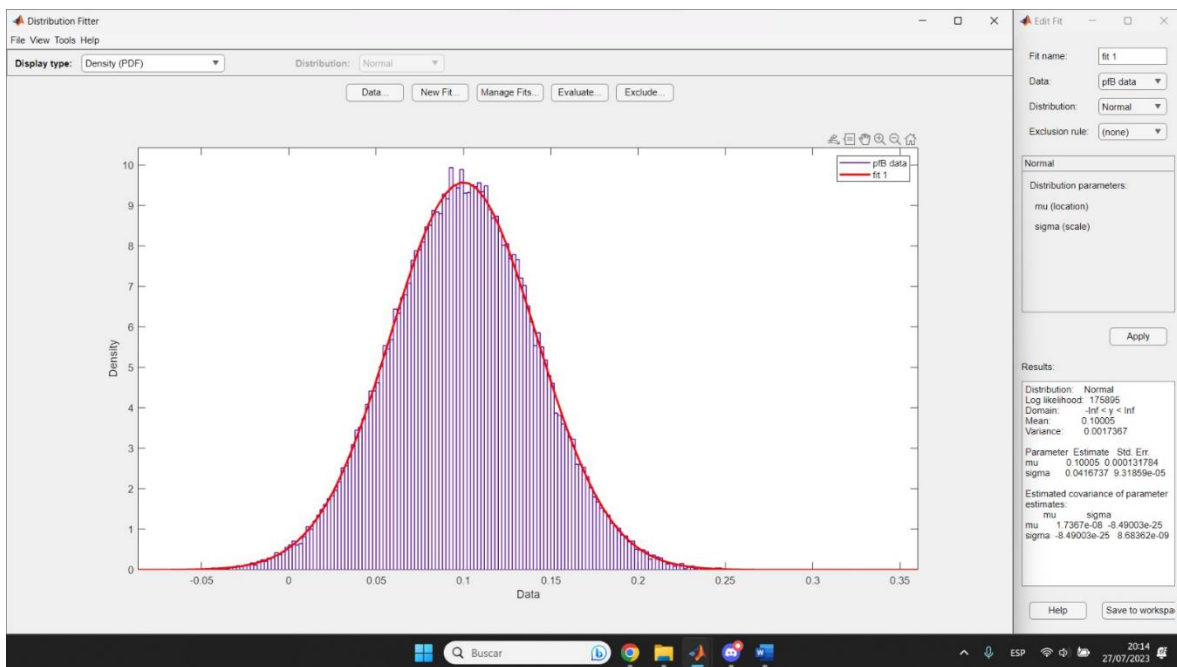 Distribution Fitter
File View Tools Help
Display type: Density (PDF) Distribution: Normal
Data... New Fit... Manage Fits... Evaluate... Exclude...
pfB data
fit 1
10
9
8
7
6
5
4
3
2
1
0
Density
-0.05 0 0.05 0.1 0.15 0.2 0.25 0.3 0.35
Data
Edit Fit
Fit name: fit 1
Data: pfB data
Distribution: Normal
Exclusion rule: (none)
Normal
Distribution parameters:
mu (location)
sigma (scale)
Apply
Results:
Distribution: Normal
Log likelihood: 175895
Domain: -Inf < y < Inf
Mean: 0.10005
Variance: 0.0017367
Parameter Estimate Std. Err.
mu 0.10005 0.000131784
sigma 0.0416737 9.31859e-05
Estimated covariance of parameter
estimates:
mu sigma
mu 1.7367e-08 -8.49003e-25
sigma -8.49003e-25 8.68362e-09
Help Save to workspa
Buscar
ESP
20:14
27/07/2023